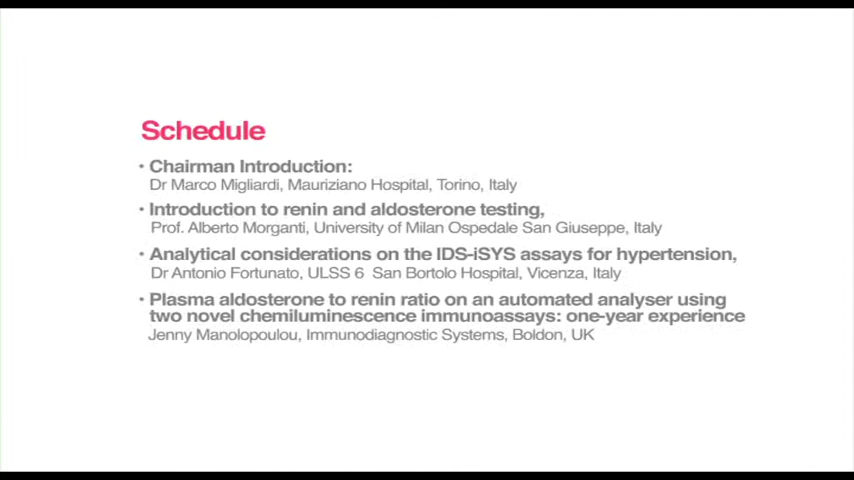 Schedule
• Chairman Introduction:
Dr Marco Migliardi, Mauriziano Hospital, Torino, Italy
• Introduction to renin and aldosterone testing,
Prof. Alberto Morganti, University of Milan Ospedale San Giuseppe, Italy
• Analytical considerations on the IDS-iSYS assays for hypertension,
Dr Antonio Fortunato, ULSS 6 San Bortolo Hospital, Vicenza, Italy
• Plasma aldosterone to renin ratio on an automated analyser using
two novel chemiluminescence immunoassays: one-year experience
Jenny Manolopoulou, Immunodiagnostic Systems, Boldon, UK